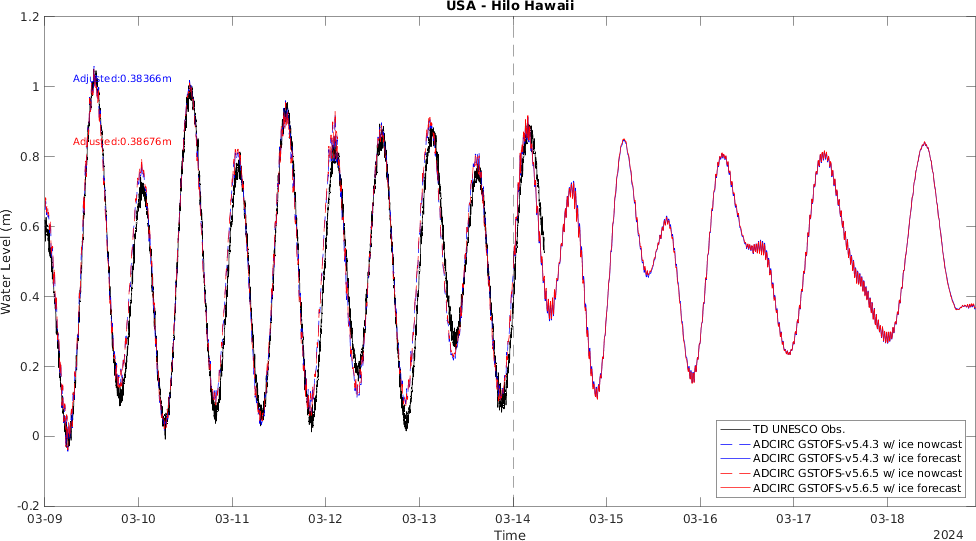 USA - Hilo Hawaii
1.2
1
0.8
0.6
0.4
0.2
0
-0.2
Water Level (m)
Adjusted:0.38366m
Adjusted:0.38676m
TD UNESCO Obs.
ADCIRC GSTOFS-v5.4.3 w/ ice nowcast
ADCIRC GSTOFS-v5.4.3 w/ ice forecast
ADCIRC GSTOFS-v5.6.5 w/ ice nowcast
ADCIRC GSTOFS-v5.6.5 w/ ice forecast
03-09 03-10 03-11 03-12 03-13 03-14 03-15 03-16 03-17 03-18
Time
2024